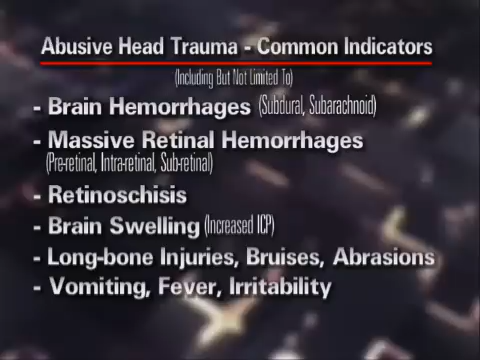 Abusive Head Trauma - Common Indicators
(Including But Not Limited To)
- Brain Hemorrhages (Subdural, Subarachnoid)
- Massive Retinal Hemorrhages
(Pre-retinal, Intra-retinal, Sub-retinal)
- Retinoschisis
- Brain Swelling (Increased ICP)
- Long-bone Injuries, Bruises, Abrasions
- Vomiting, Fever, Irritability